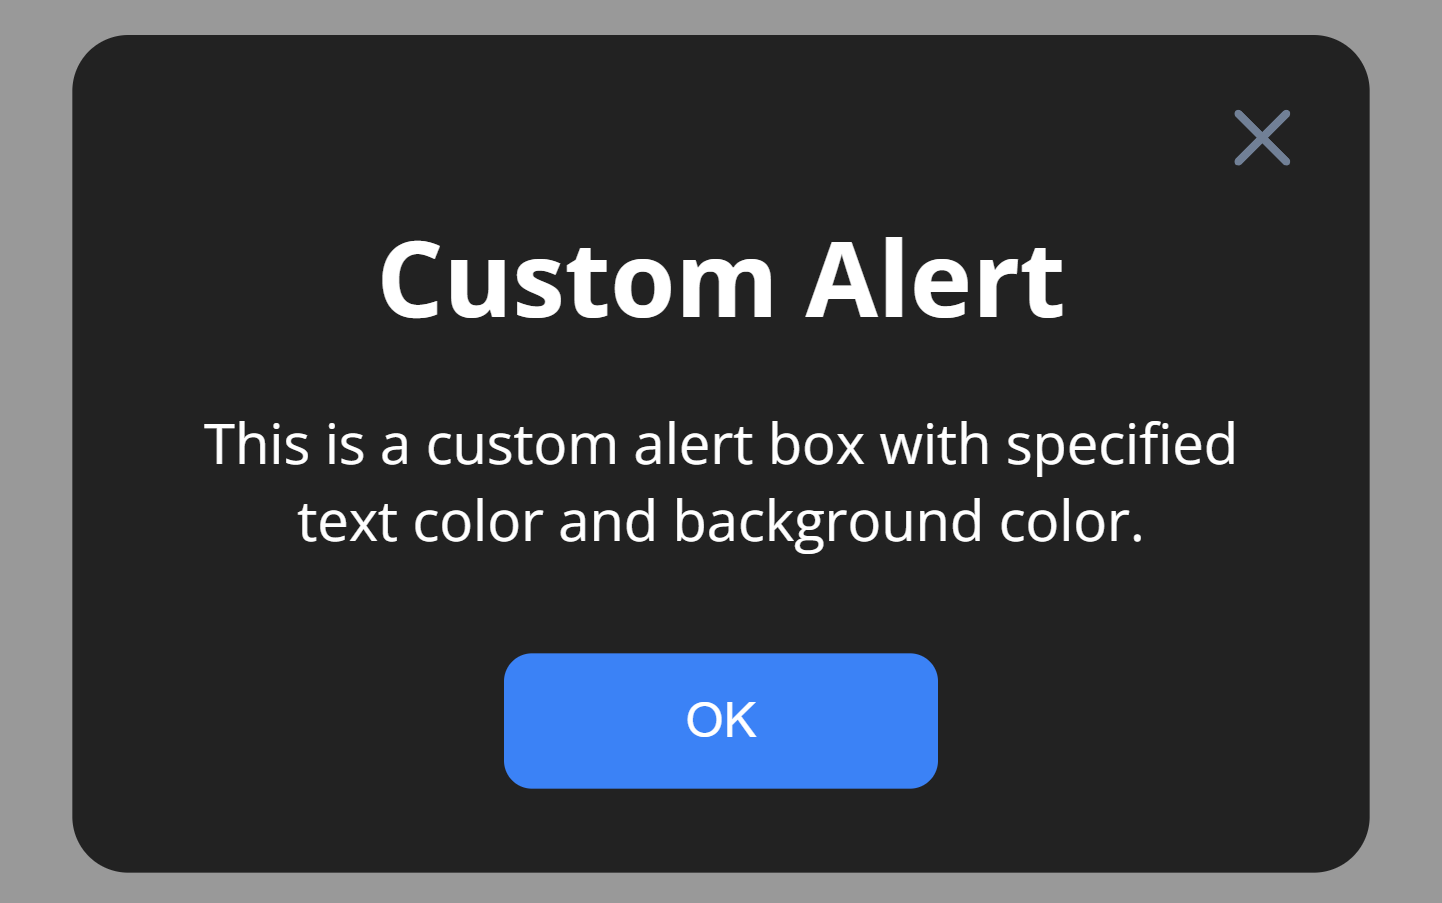 Custom Alert
This is a custom alert box with specified
text color and background color.
OK